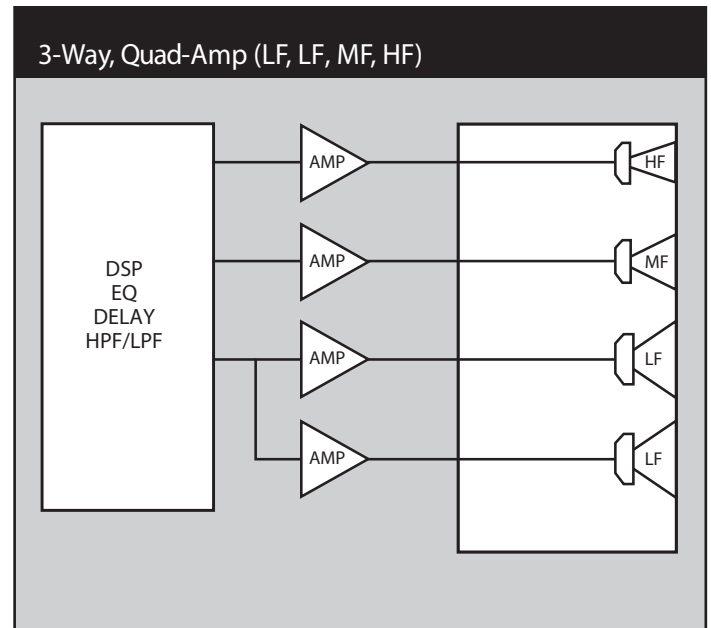 3-Way, Quad-Amp (LF, LF, MF, HF)
DSP
EQ
DELAY
HPF/LPF
AMP
HF
AMP
MF
AMP
LF
AMP
LF